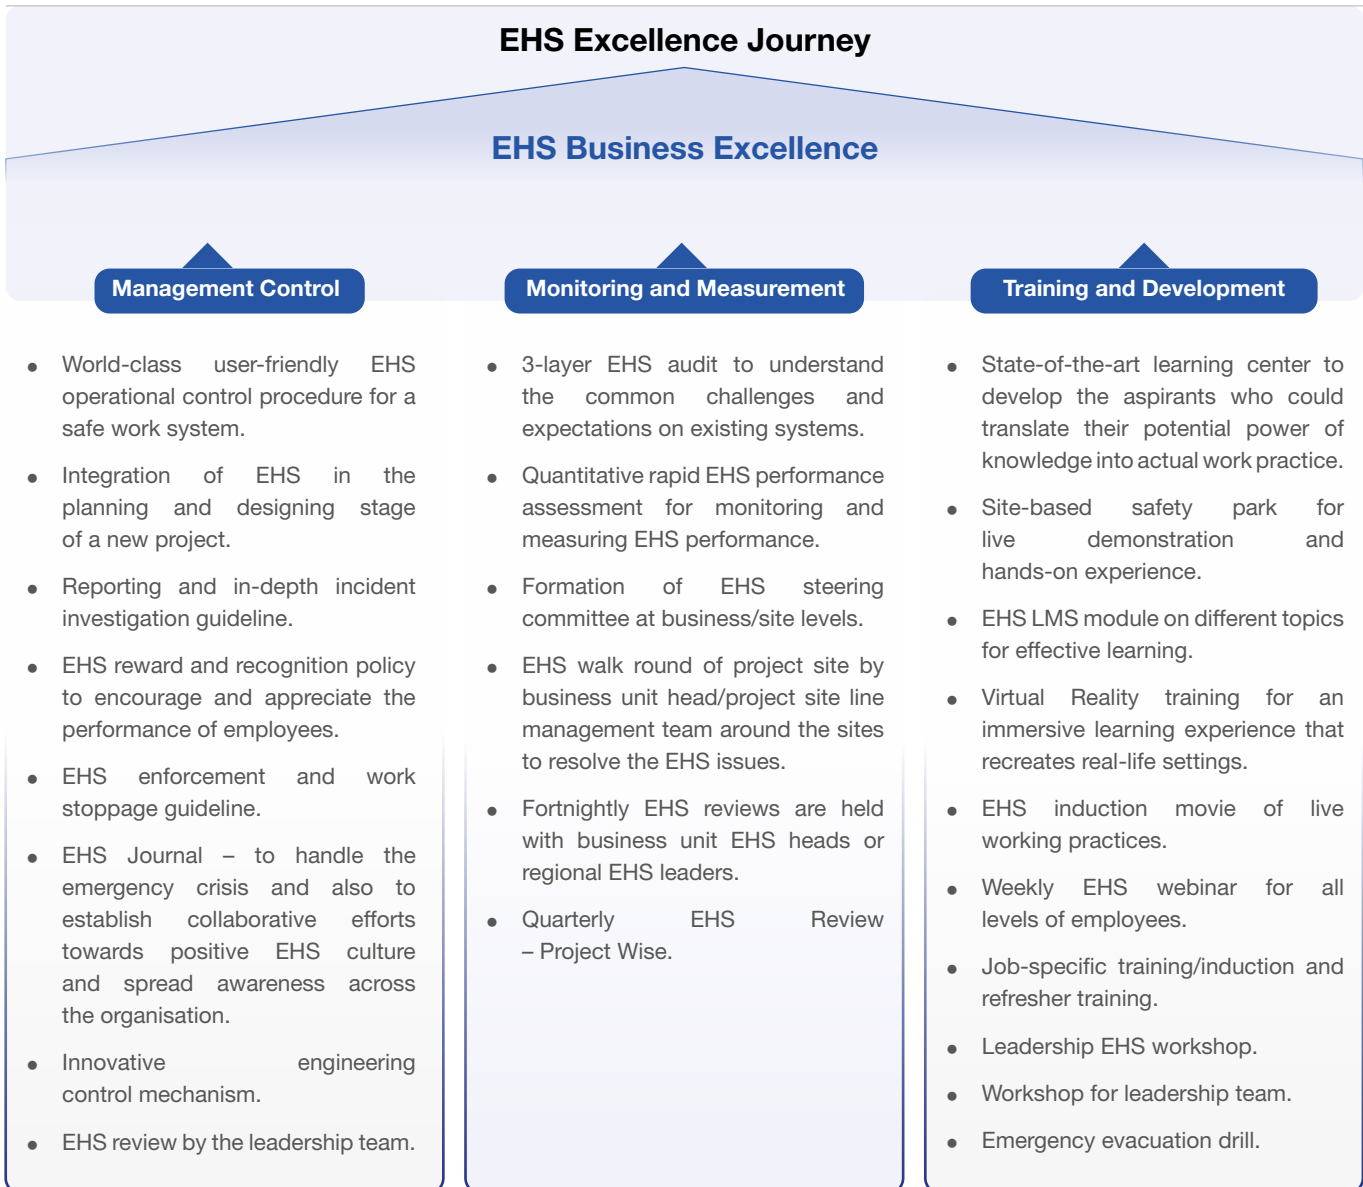 EHS Excellence Journey
EHS Business Excellence
Management Control
● World-class user-friendly EHS
operational control procedure for a
safe work system.
● Integration of EHS in the
planning and designing stage
of a new project.
● Reporting and in-depth incident
investigation guideline.
● EHS reward and recognition policy
to encourage and appreciate the
performance of employees.
● EHS enforcement and work
stoppage guideline.
● EHS Journal – to handle the
emergency crisis and also to
establish collaborative efforts
towards positive EHS culture
and spread awareness across
the organisation.
● Innovative engineering
control mechanism.
● EHS review by the leadership team.
Monitoring and Measurement
● 3-layer EHS audit to understand
the common challenges and
expectations on existing systems.
● Quantitative rapid EHS performance
assessment for monitoring and
measuring EHS performance.
● Formation of EHS steering
committee at business/site levels.
● EHS walk round of project site by
business unit head/project site line
management team around the sites
to resolve the EHS issues.
● Fortnightly EHS reviews are held
with business unit EHS heads or
regional EHS leaders.
● Quarterly EHS Review
– Project Wise.
Training and Development
● State-of-the-art learning center to
develop the aspirants who could
translate their potential power of
knowledge into actual work practice.
● Site-based safety park for
live demonstration and
hands-on experience.
● EHS LMS module on different topics
for effective learning.
● Virtual Reality training for an
immersive learning experience that
recreates real-life settings.
● EHS induction movie of live
working practices.
● Weekly EHS webinar for all
levels of employees.
● Job-specific training/induction and
refresher training.
● Leadership EHS workshop.
● Workshop for leadership team.
● Emergency evacuation drill.